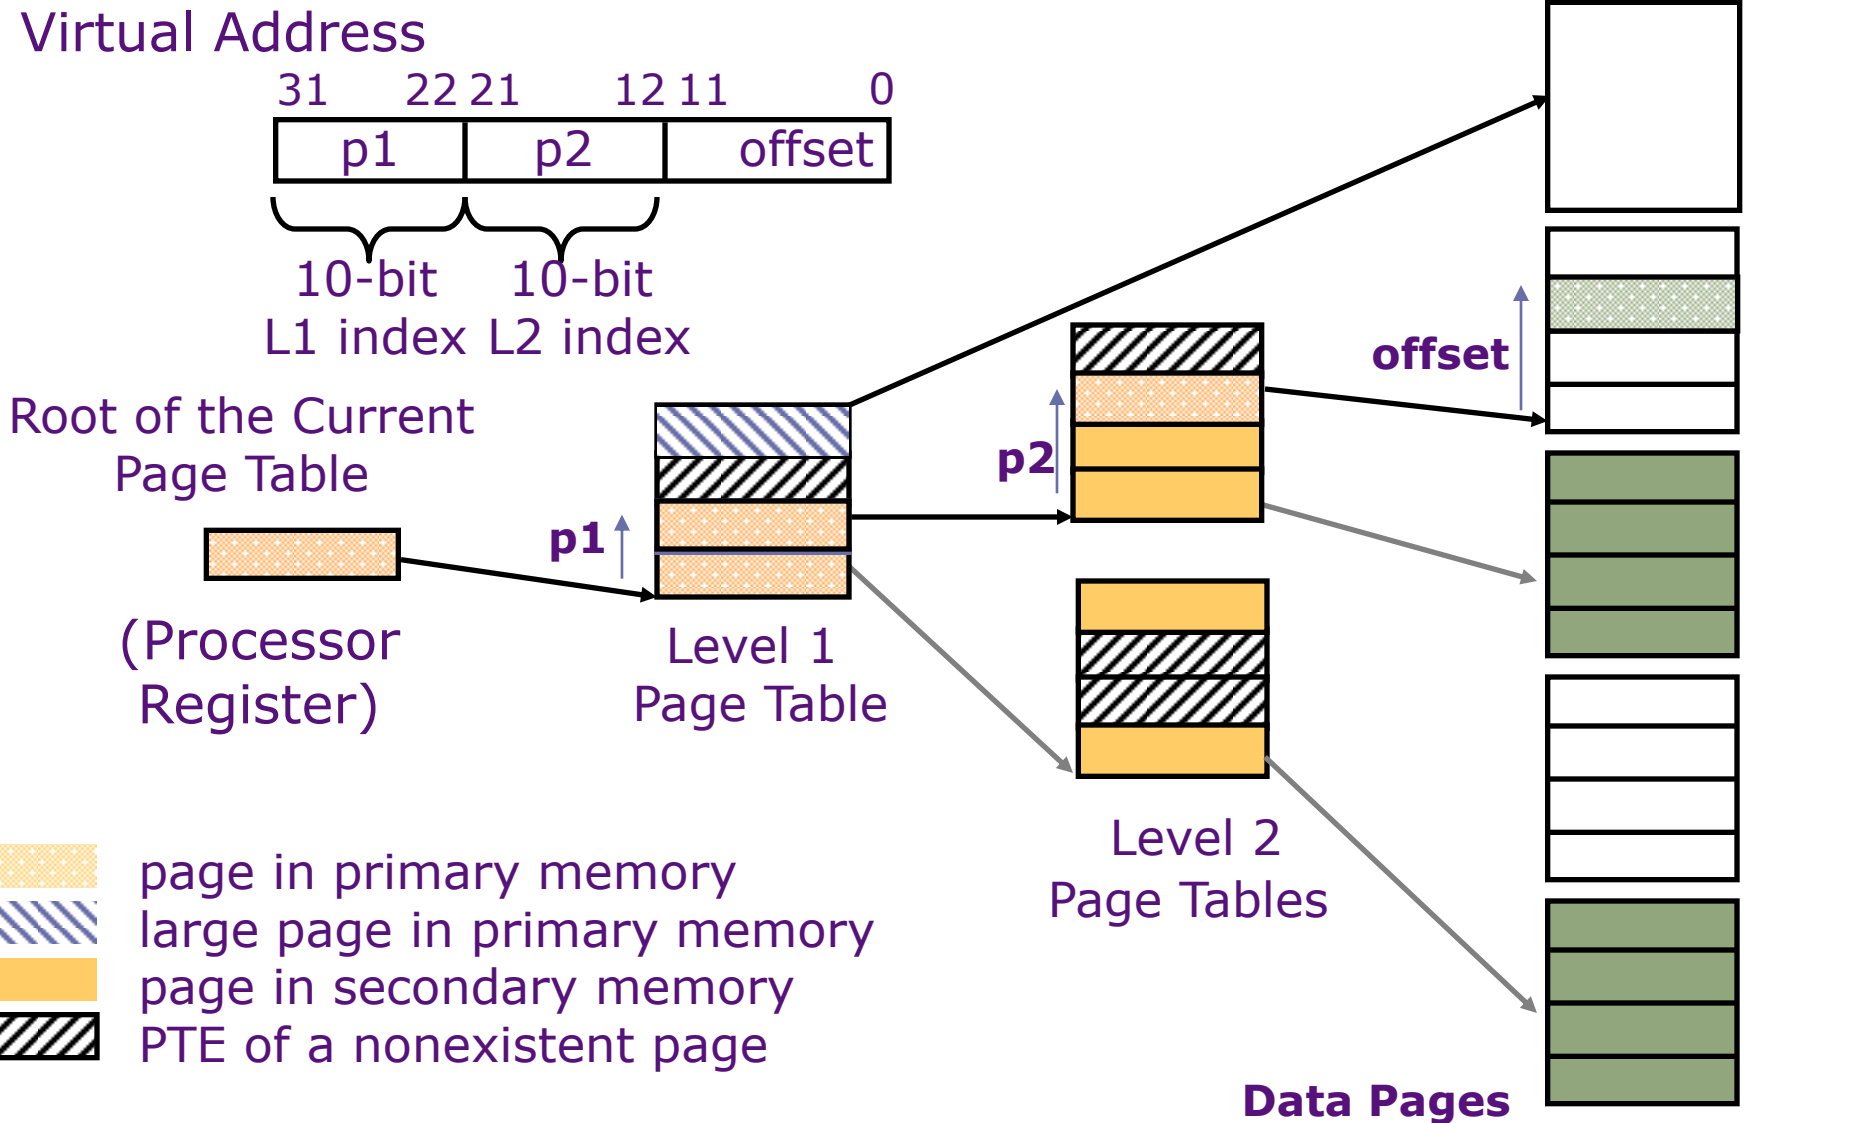 Virtual Address
31 22 21 12 11 0
p1 p2 offset
10-bit 10-bit
L1 index L2 index
Root of the Current
Page Table
(Processor
Register)
p1
Level 1
Page Table
p2
offset
Level 2
Page Tables
page in primary memory
large page in primary memory
page in secondary memory
PTE of a nonexistent page
Data Pages